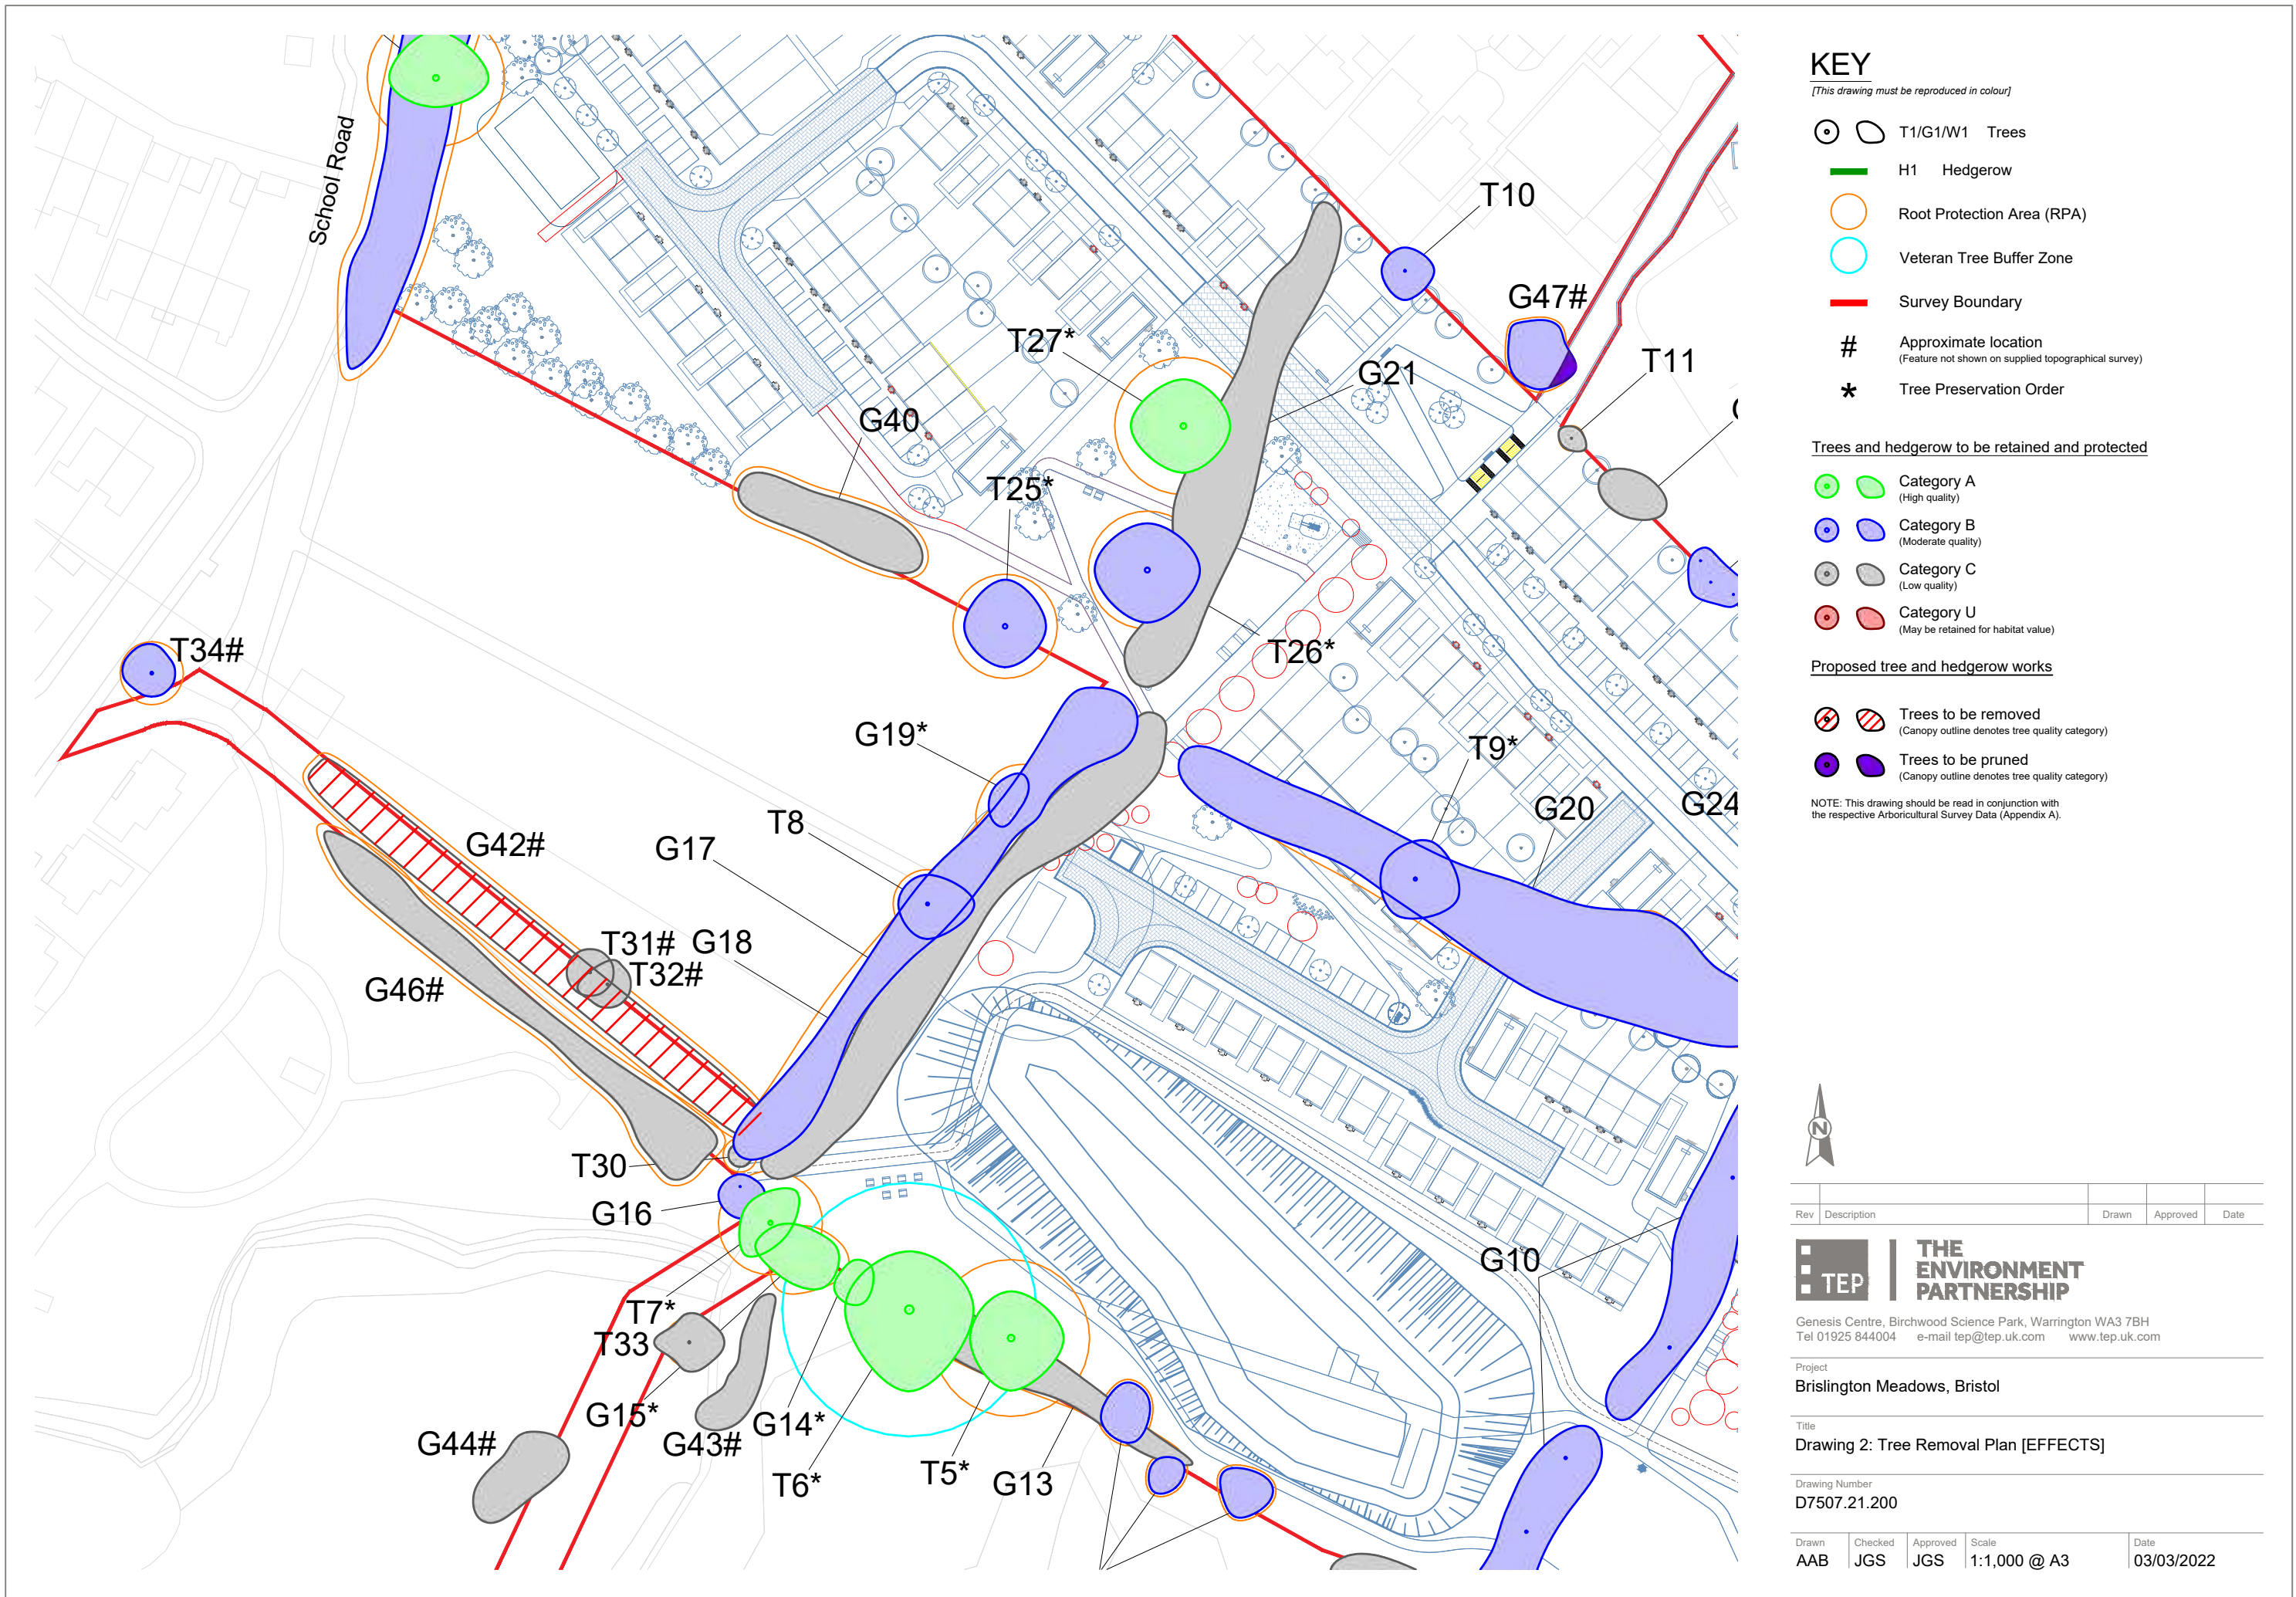 School Road
T10
G47#
T27*
T11
G21
G40
T25*
T26*
T34#
G19*
T9*
T8
G20
G24
G17
G42#
T31#
G18
T32#
G46#
T30
G16
G10
T7*
T33
G15*
G14*
G43#
G44#
T6*
T5*
G13
KEY
[This drawing must be reproduced in colour]
T1/G1/W1 Trees
H1 Hedgerow
Root Protection Area (RPA)
Veteran Tree Buffer Zone
Survey Boundary
# Approximate location
(Feature not shown on supplied topographical survey)
* Tree Preservation Order
Trees and hedgerow to be retained and protected
Category A
(High quality)
Category B
(Moderate quality)
Category C
(Low quality)
Category U
(May be retained for habitat value)
Proposed tree and hedgerow works
Trees to be removed
(Canopy outline denotes tree quality category)
Trees to be pruned
(Canopy outline denotes tree quality category)
NOTE: This drawing should be read in conjunction with
the respective Arboricultural Survey Data (Appendix A).
N
Rev Description Drawn Approved Date
TEP
THE
ENVIRONMENT
PARTNERSHIP
Genesis Centre, Birchwood Science Park, Warrington WA3 7BH
Tel 01925 844004 e-mail tep@tep.uk.com www.tep.uk.com
Project
Brislington Meadows, Bristol
Title
Drawing 2: Tree Removal Plan [EFFECTS]
Drawing Number
D7507.21.200
Drawn Checked Approved Scale Date
AAB JGS JGS 1:1,000 @ A3 03/03/2022